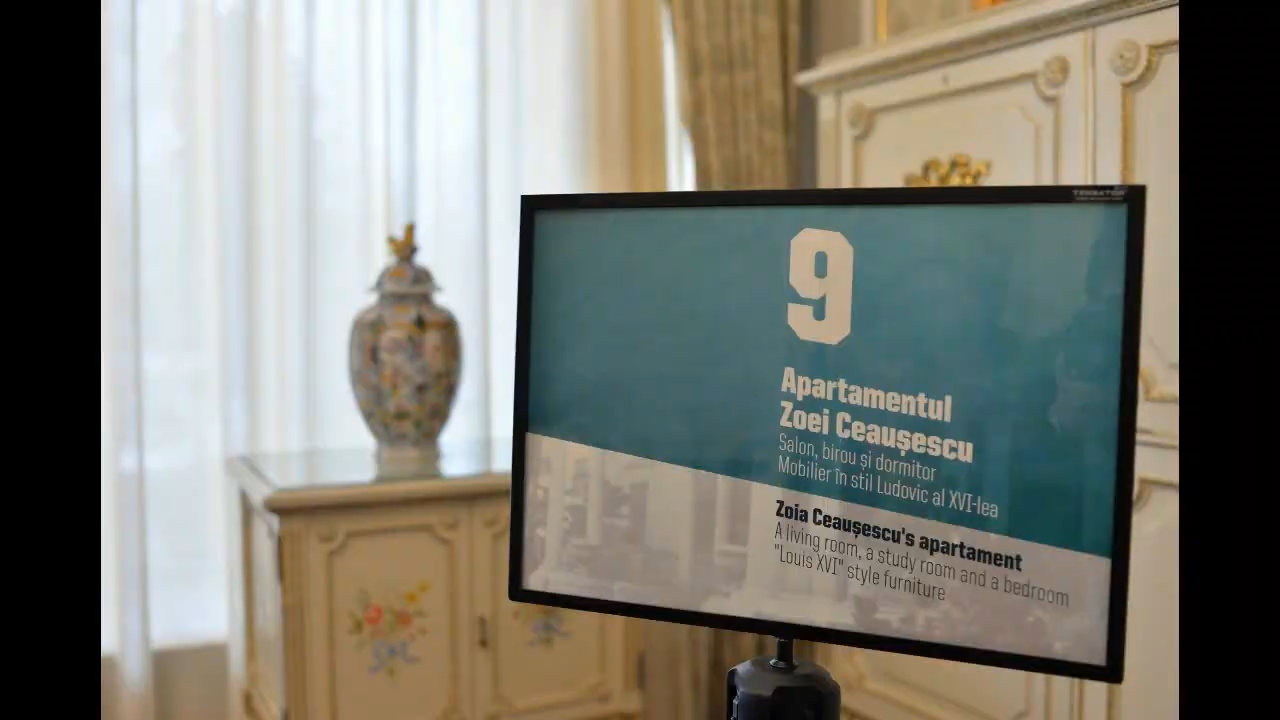 9
Apartamentul
Zoei Ceaușescu
Salon, birou și dormitor
Mobilier în stil Ludovic al XVI-lea
Zoia Ceaușescu's apartment
A living room, a study room and a bedroom
"Louis XVI" style furniture